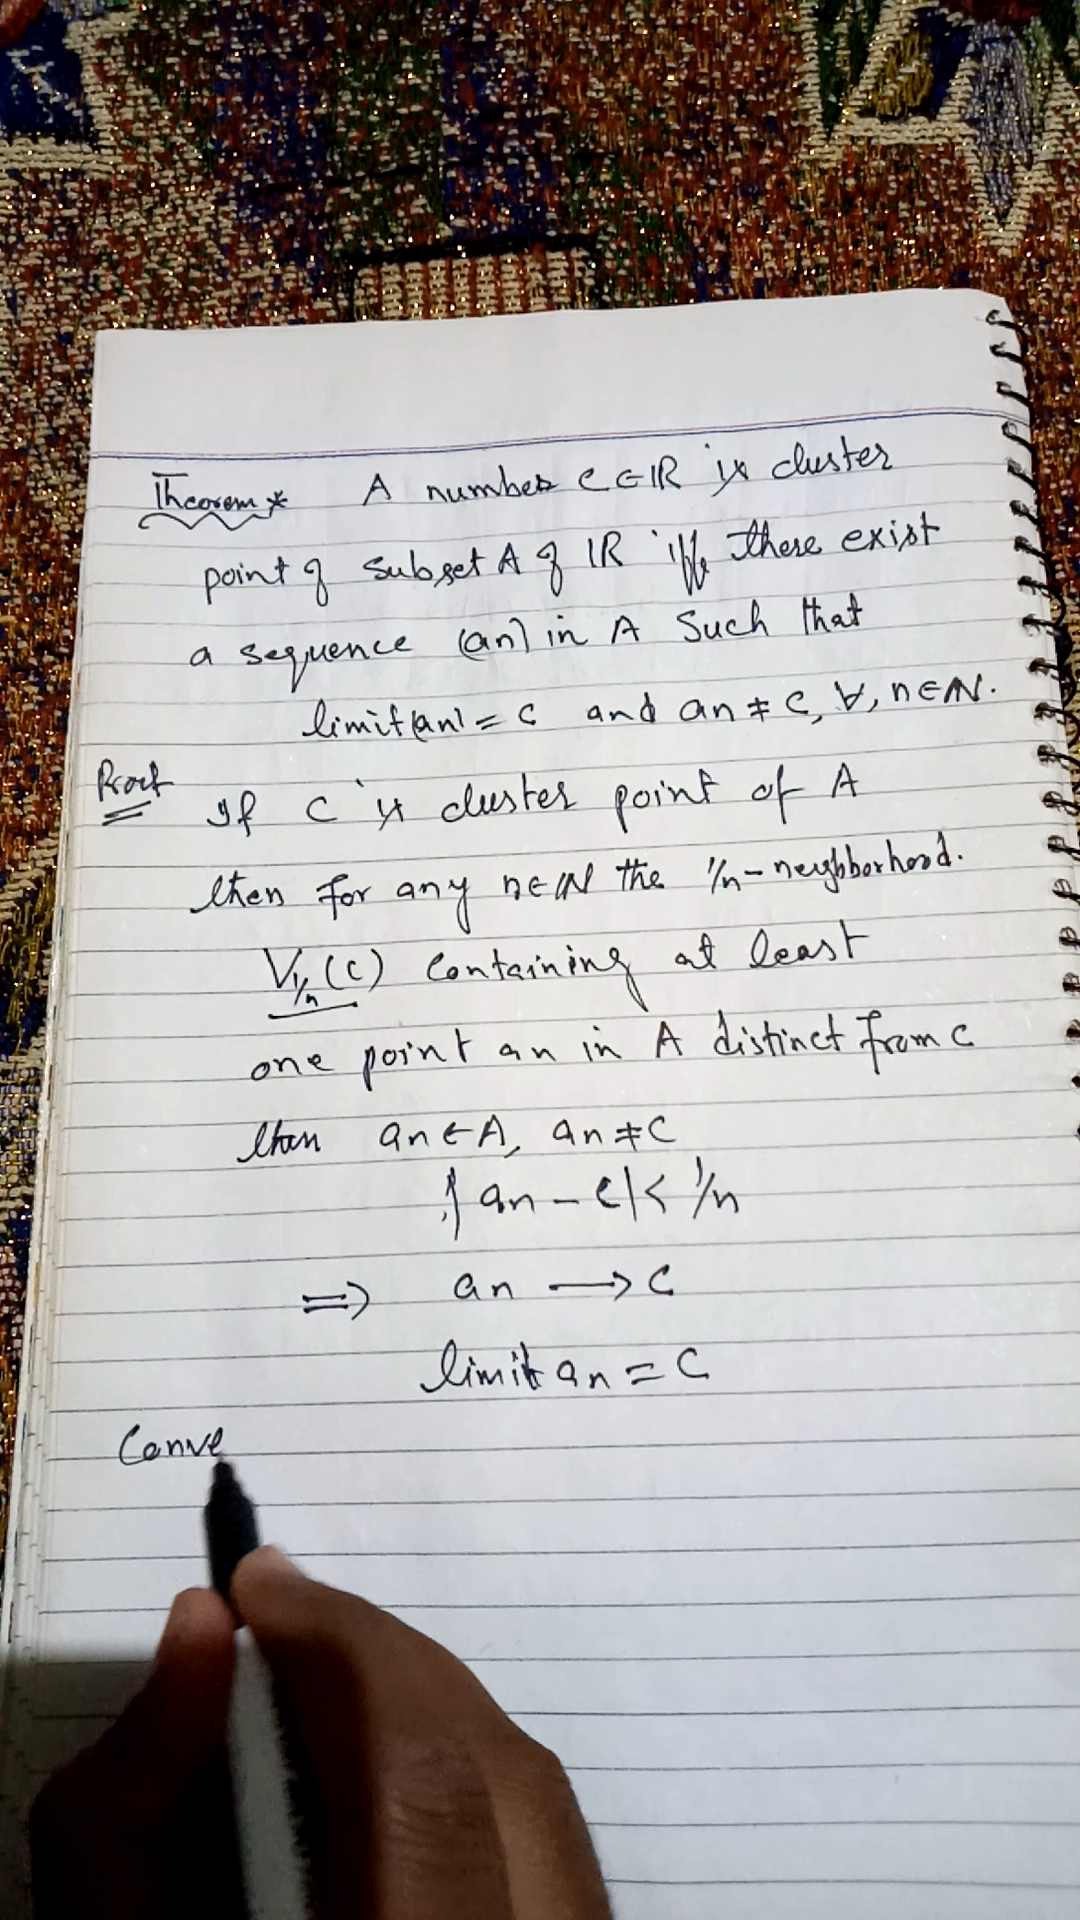 Theorem * A number C ∈ IR is cluster
point of subset A of IR iff there exist
a sequence (an) in A Such that
limit(an) = C and an ≠ C, ∀, n ∈ N.
Proof If C is cluster point of A
then for any n ∈ N the 1/n - neighborhood.
V1/n (C) Containing at least
one point an in A distinct from C
then an ∈ A, an ≠ C
|an - C| < 1/n
⇒ an → C
limit an = C
Conve